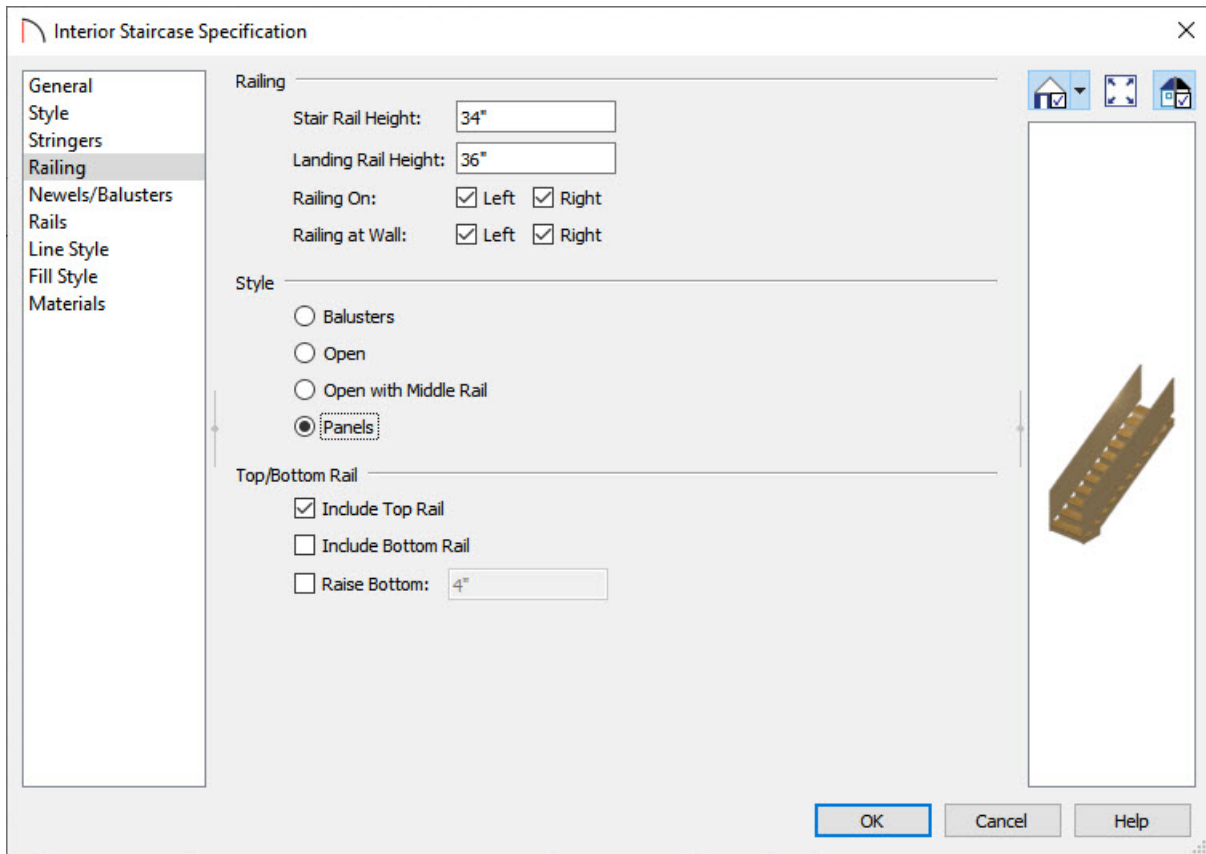 Interior Staircase Specification
General
Style
Stringers
Railing
Newels/Balusters
Rails
Line Style
Fill Style
Materials
Railing
Stair Rail Height: 34"
Landing Rail Height: 36"
Railing On: Left Right
Railing at Wall: Left Right
Style
Balusters
Open
Open with Middle Rail
Panels
Top/Bottom Rail
Include Top Rail
Include Bottom Rail
Raise Bottom: 4"
OK Cancel Help